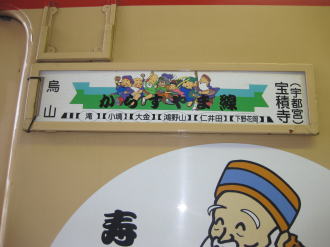 烏山
からすやま線
【滝】【小塙】【大金】【鴻野山】【仁井田】【下野花岡】
宝積寺
（宇都宮）
寿